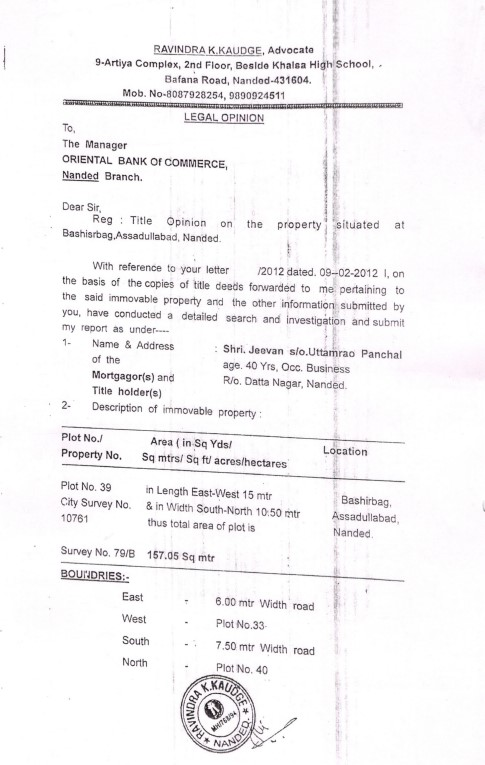 RAVINDRA K.KAUDGE, Advocate
9-Artiya Complex, 2nd Floor, Beside Khalsa High School, -
Bafana Road, Nanded-431604.
Mob. No-8087928254, 9890924511
LEGAL OPINION
To,
The Manager
ORIENTAL BANK Of COMMERCE,
Nanded Branch.
Dear Sir,
Reg : Title Opinion on the property situated at
Bashisrbag,Assadullabad, Nanded.
With reference to your letter /2012 dated. 09--02-2012 I, on
the basis of the copies of title deeds forwarded to me pertaining to
the said immovable property and the other information submitted by
you, have conducted a detailed search and investigation and submit
my report as under----
1- Name & Address : Shri. Jeevan s/o.Uttamrao Panchal
of the age. 40 Yrs, Occ. Business
Mortgagor(s) and R/o. Datta Nagar, Nanded.
Title holder(s)
2- Description of immovable property :
Plot No./ Area ( in Sq Yds/ Location
Property No. Sq mtrs/ Sq ft/ acres/hectares
Plot No. 39 in Length East-West 15 mtr Bashirbag,
City Survey No. & in Width South-North 10:50 mtr Assadullabad,
10761 thus total area of plot is Nanded.
Survey No. 79/B 157.05 Sq mtr
BOUNDRIES:-
East - 6.00 mtr Width road
West - Plot No.33
South - 7.50 mtr Width road
North - Plot No. 40
RAVINDRA K.KAUDGE
NANDED.